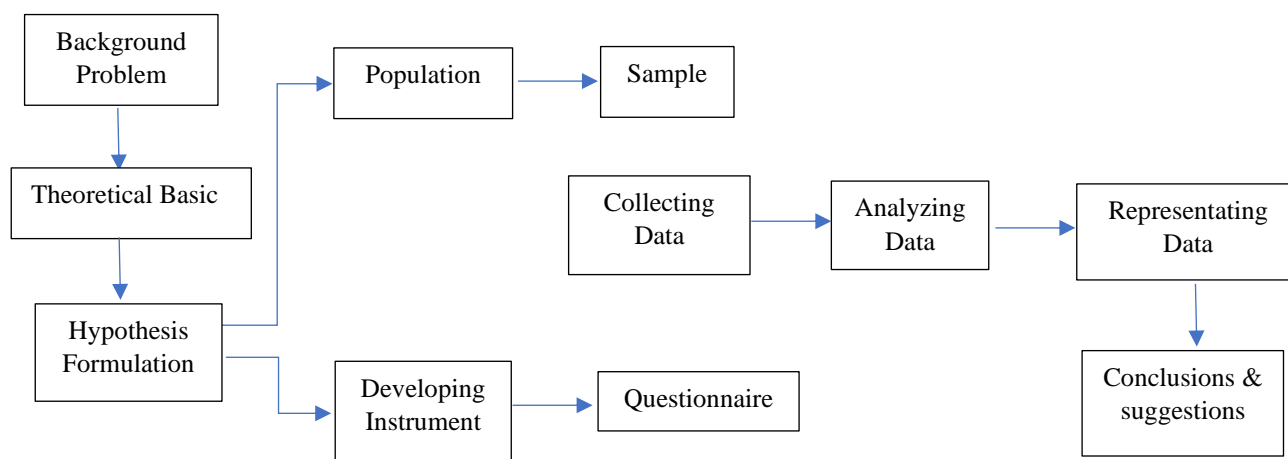 Background
Problem
Population
Sample
Theoretical Basic
Collecting
Data
Analyzing
Data
Representating
Data
Hypothesis
Formulation
Developing
Instrument
Questionnaire
Conclusions &
suggestions